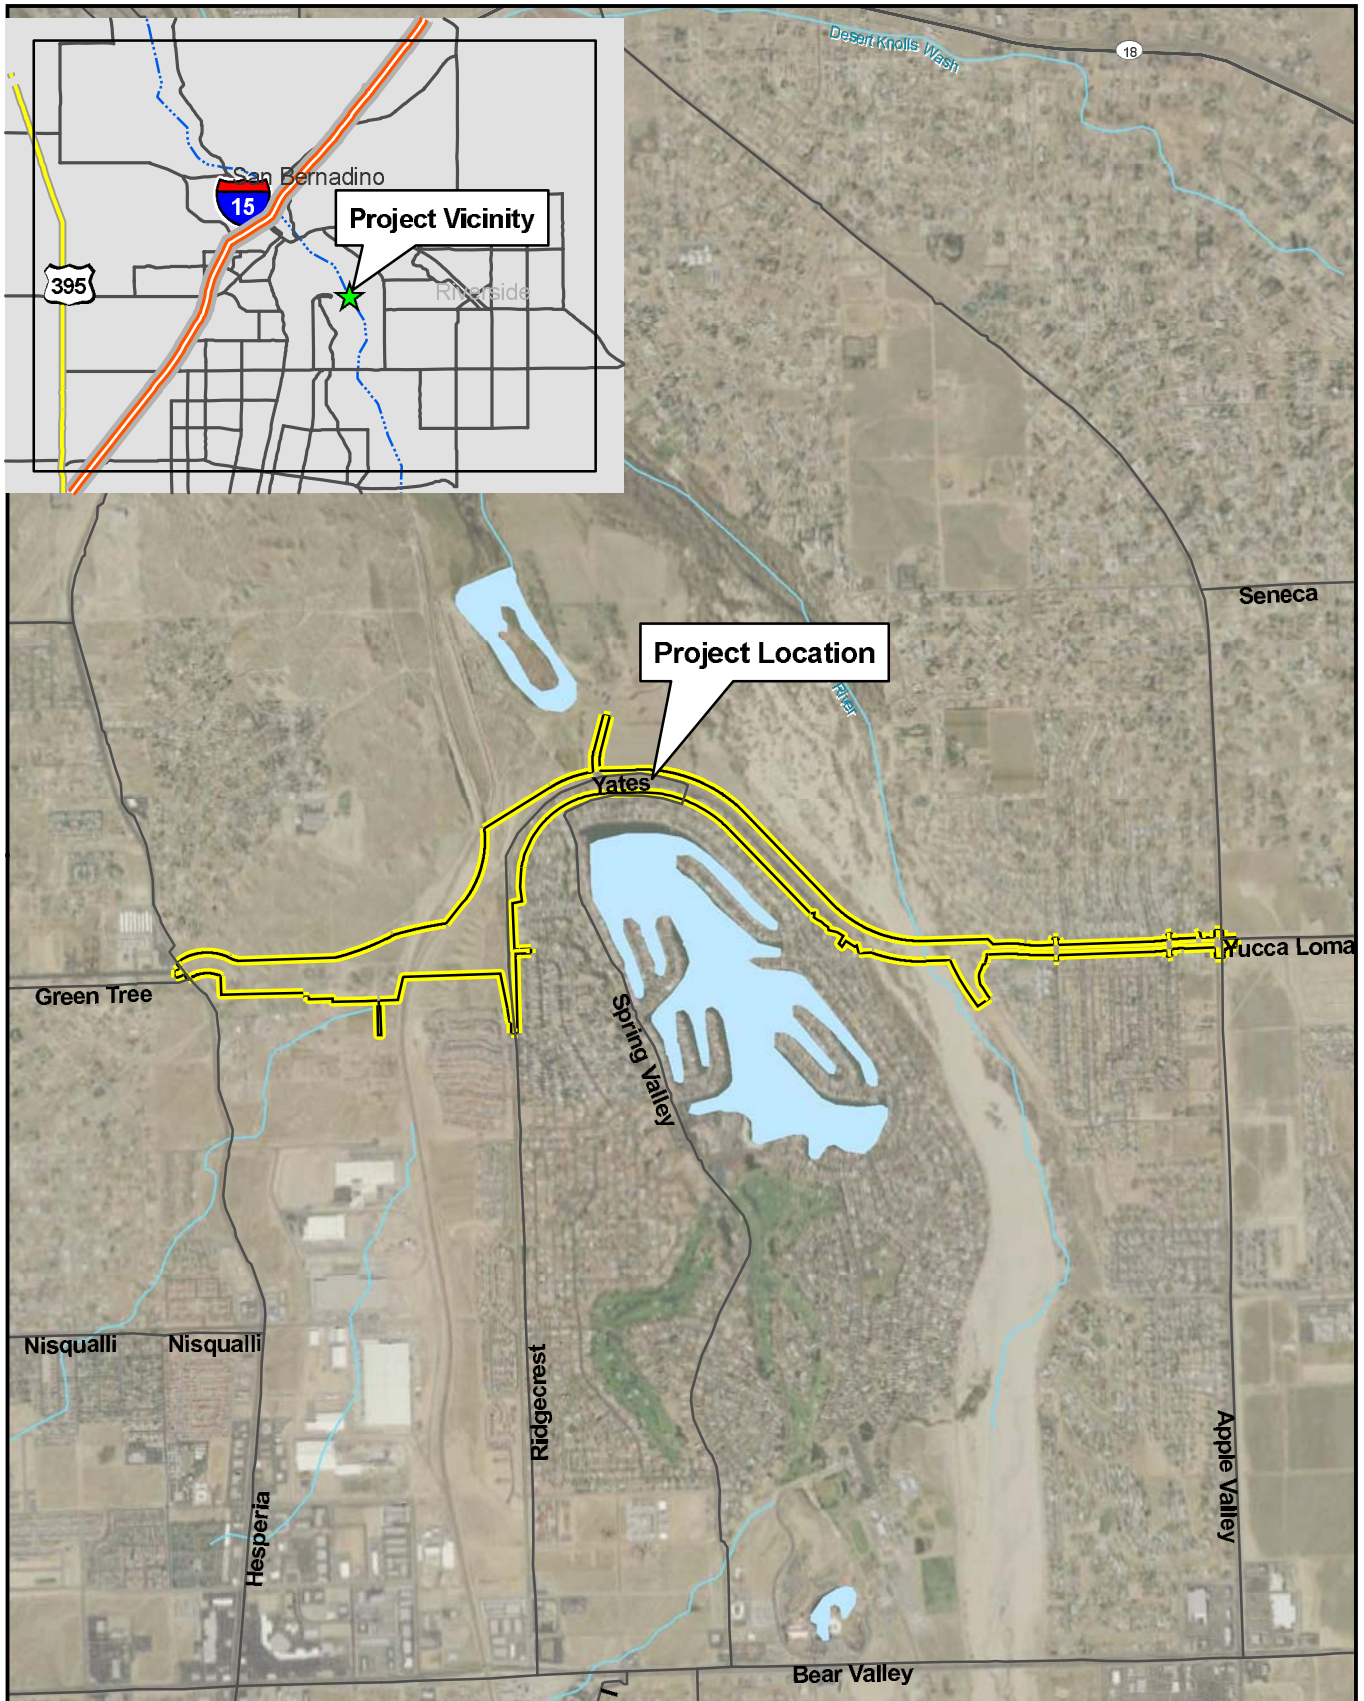 Desert Knolls Wash
18
San Bernadino
15
Project Vicinity
395
Riverside
Seneca
Project Location
River
Yates
Yucca Loma
Green Tree
Spring Valley
Nisqualli
Nisqualli
Ridgecrest
Apple Valley
Hesperia
Bear Valley